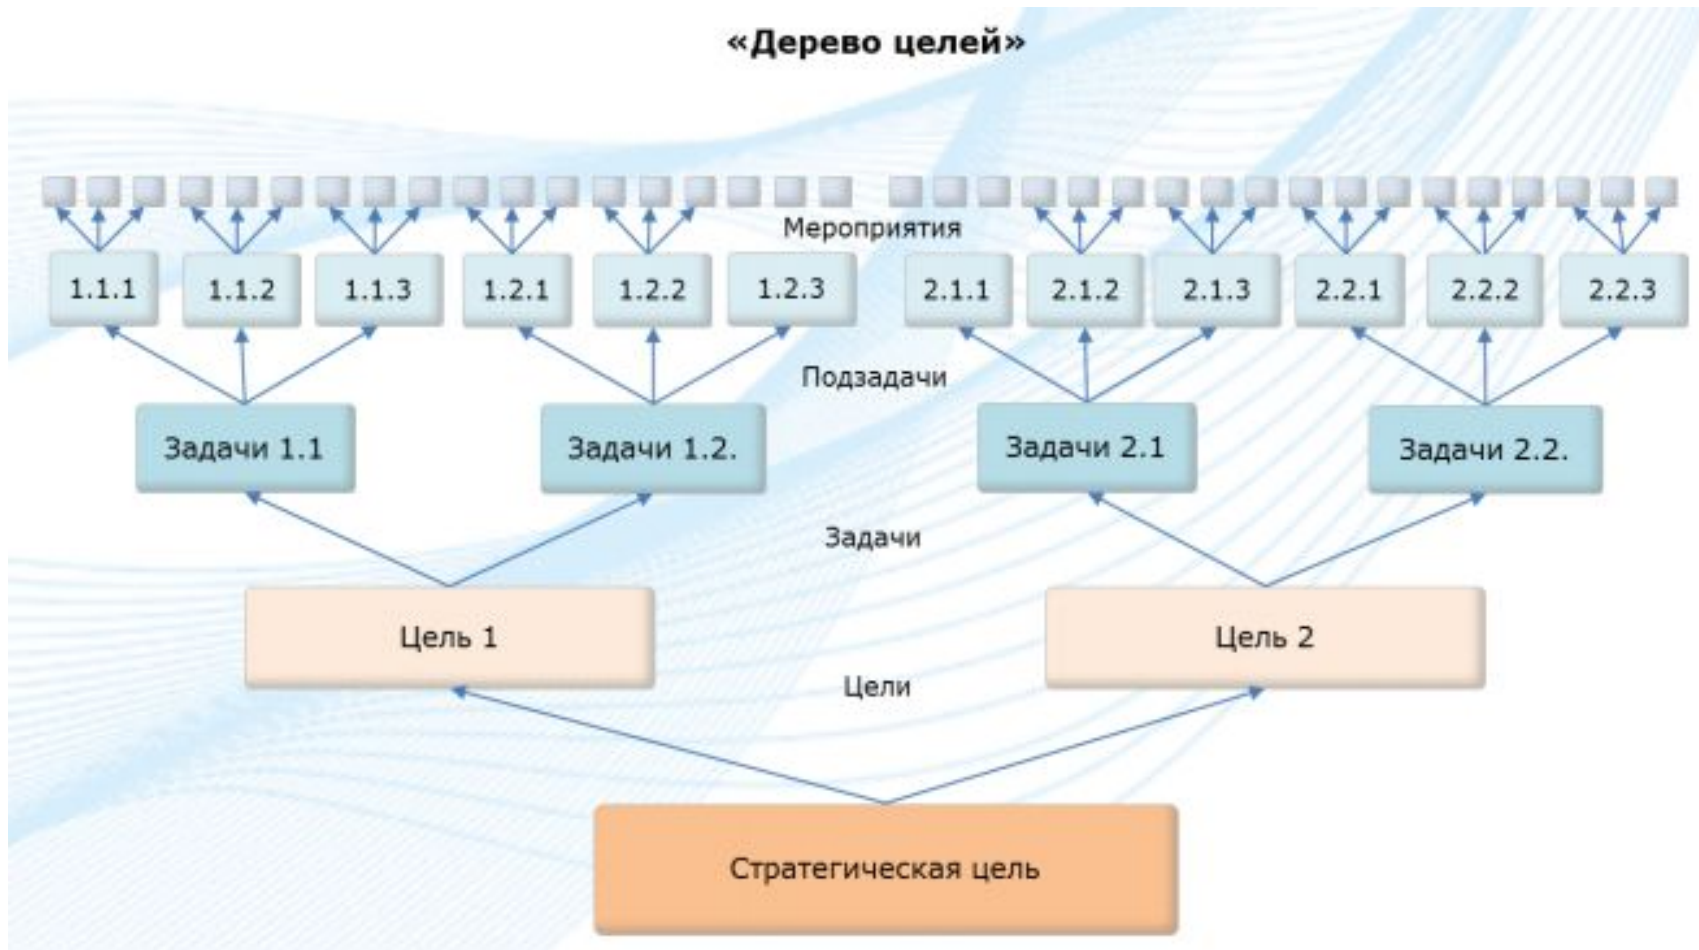 «Дерево целей»
Мероприятия
1.1.1 1.1.2 1.1.3 1.2.1 1.2.2 1.2.3 2.1.1 2.1.2 2.1.3 2.2.1 2.2.2 2.2.3
Подзадачи
Задачи 1.1 Задачи 1.2. Задачи 2.1 Задачи 2.2.
Задачи
Цель 1 Цель 2
Цели
Стратегическая цель